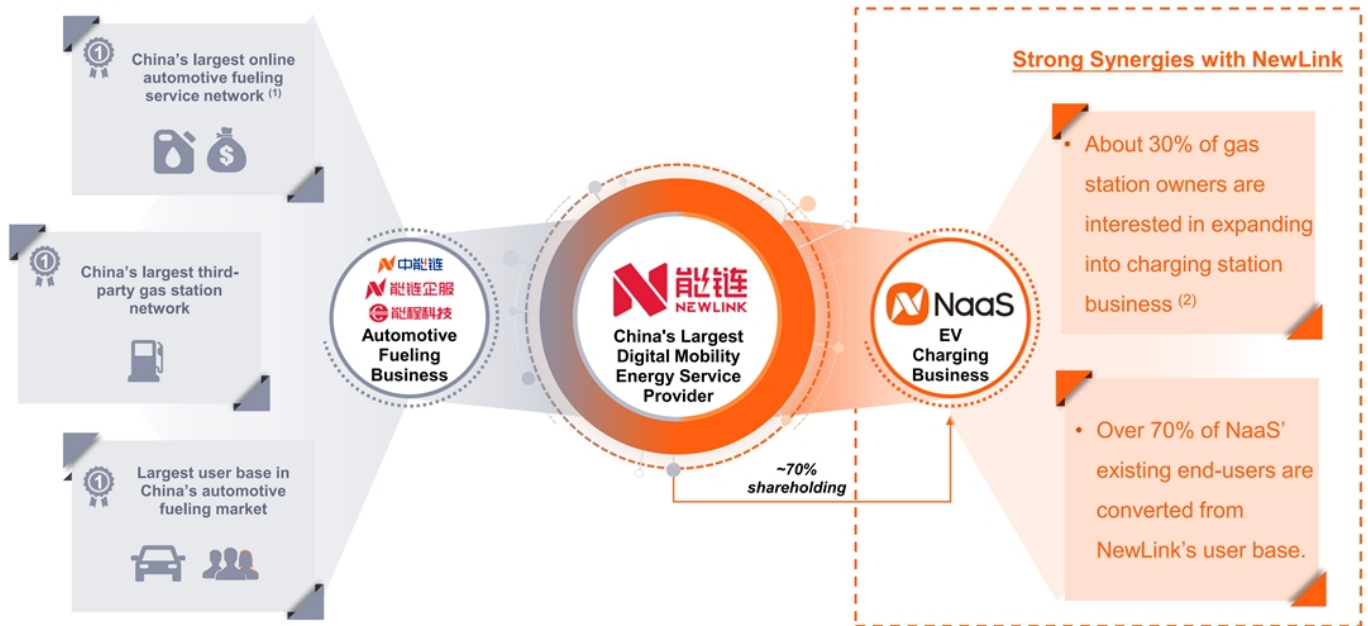 1
China's largest online
automotive fueling
service network (1)
$
1
China's largest third-
party gas station
network
1
Largest user base in
China's automotive
fueling market
中能链
能链企服
能程科技
Automotive
Fueling
Business
能链
NEWLINK
China's Largest
Digital Mobility
Energy Service
Provider
~70%
shareholding
NaaS
EV
Charging
Business
Strong Synergies with NewLink
• About 30% of gas
station owners are
interested in expanding
into charging station
business (2)
• Over 70% of NaaS'
existing end-users are
converted from
NewLink's user base.